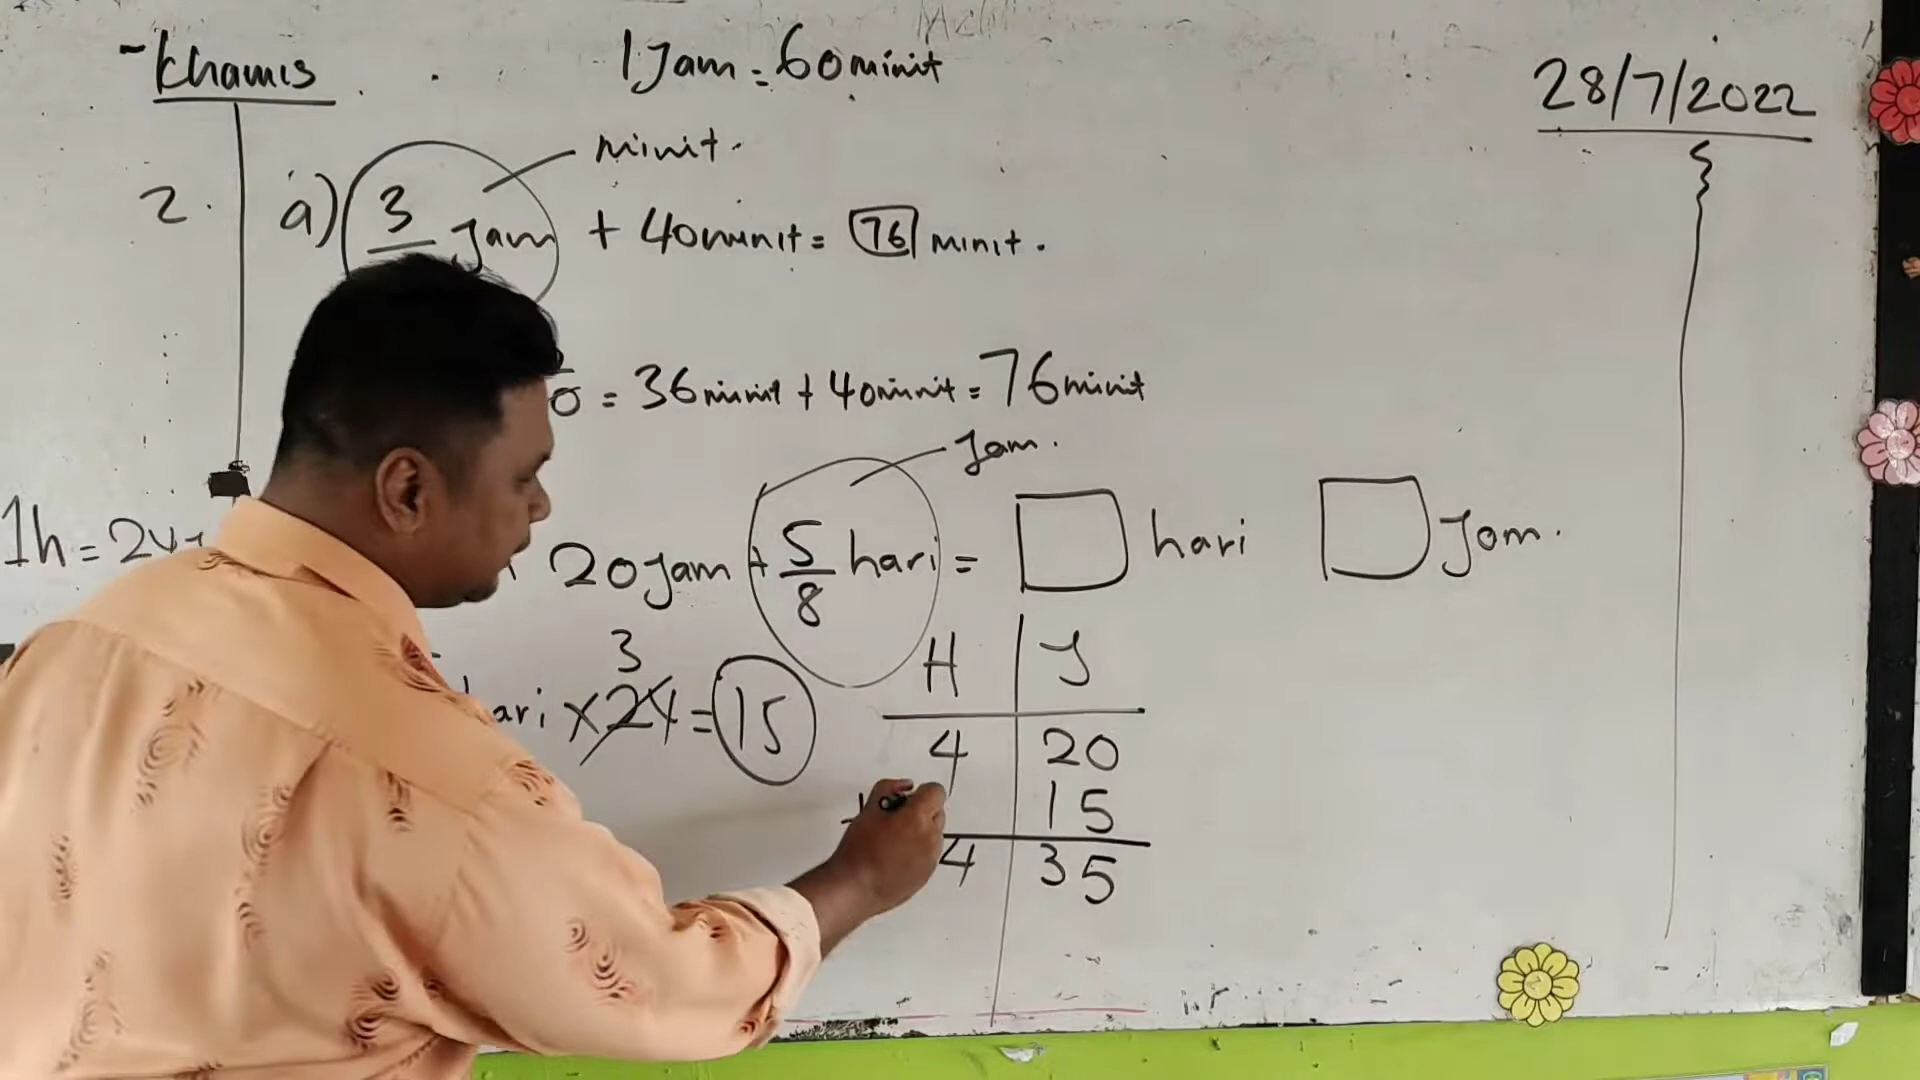 Khamis
1 Jam = 60 minit
28/7/2022
minit.
2. a) 3 Jam + 40 minit = 76 minit.
= 36 minit + 40 minit = 76 minit
Jam.
1h = 24
20 jam + 5/8 hari = hari Jam.
3
ari × 24 = 15
H J
4 20
+ 15
4 35